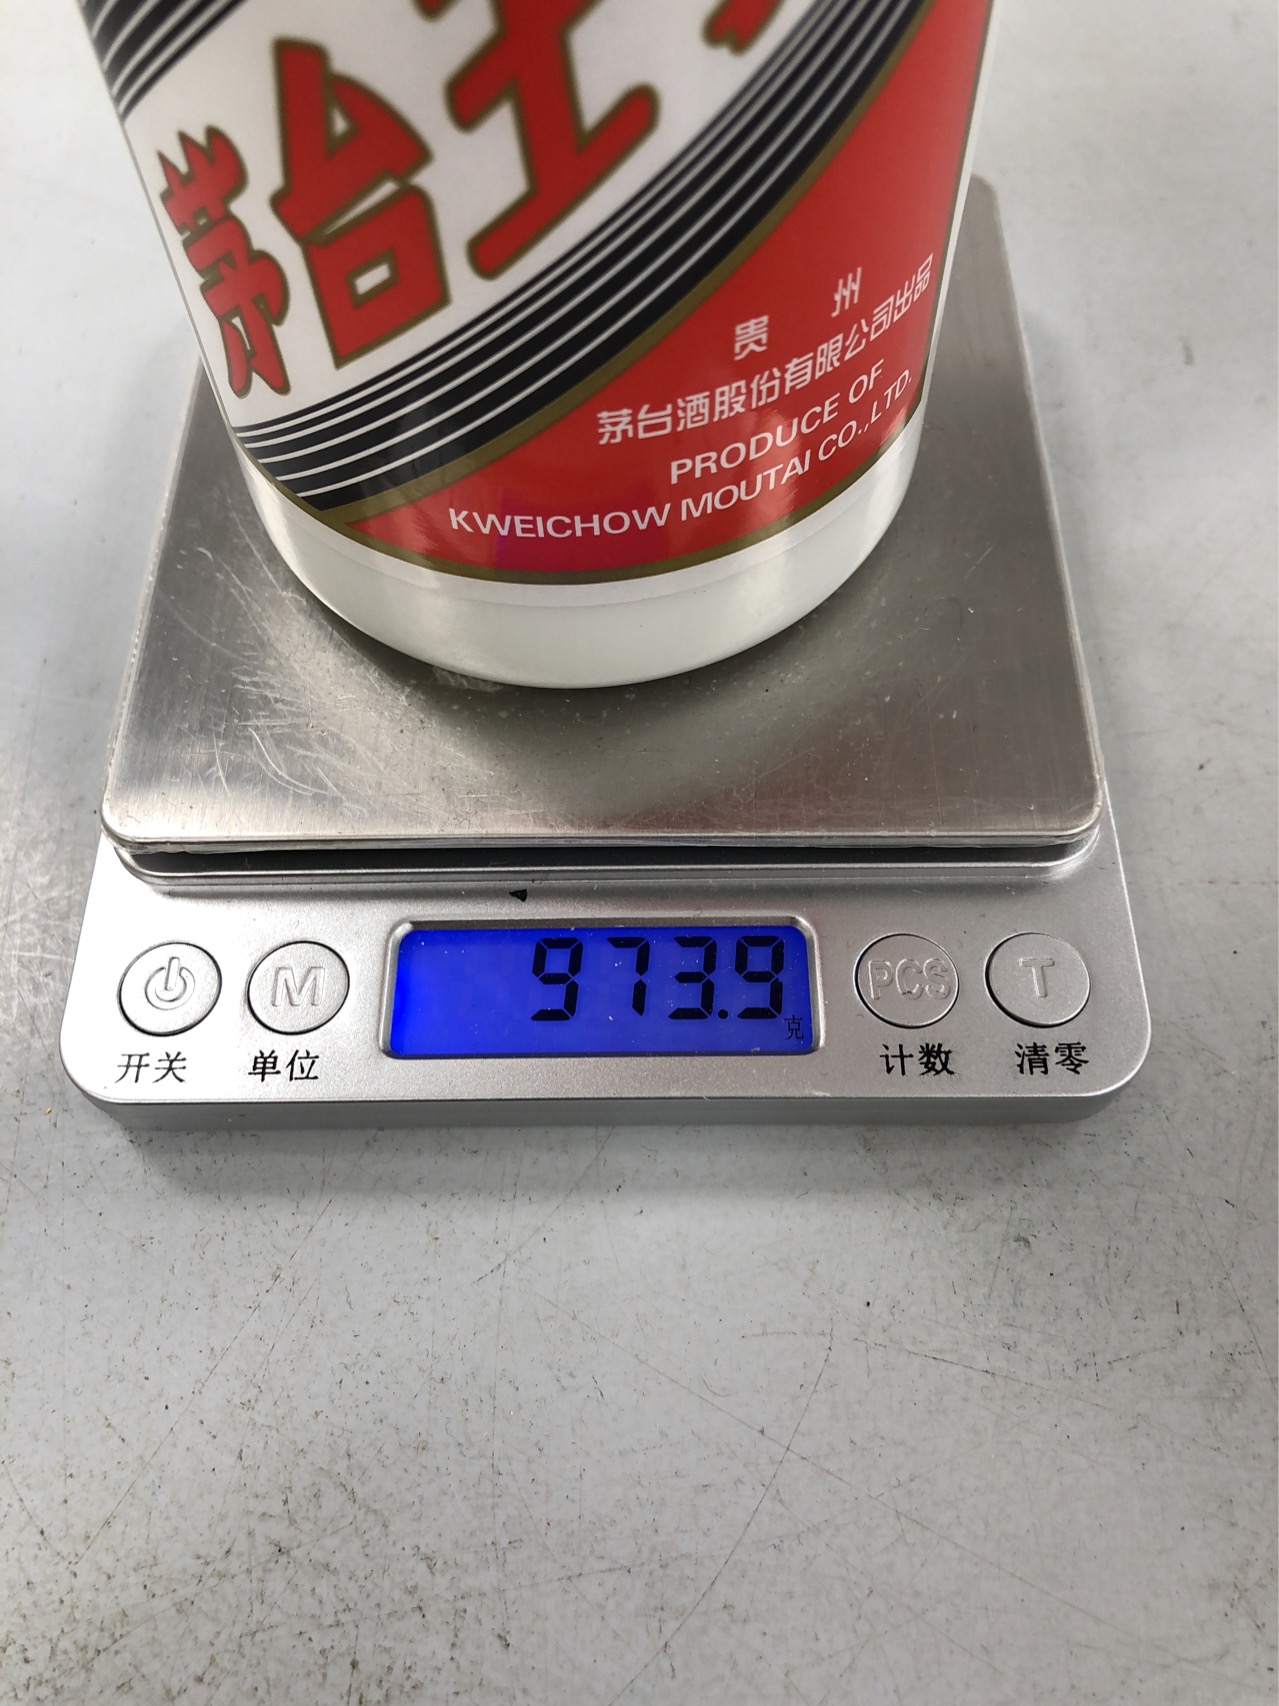 茅台王
贵 州
茅台酒股份有限公司出品
PRODUCE OF
KWEICHOW MOUTAI CO.,LTD.
973.9
克
M
PCS
T
开关
单位
计数
清零